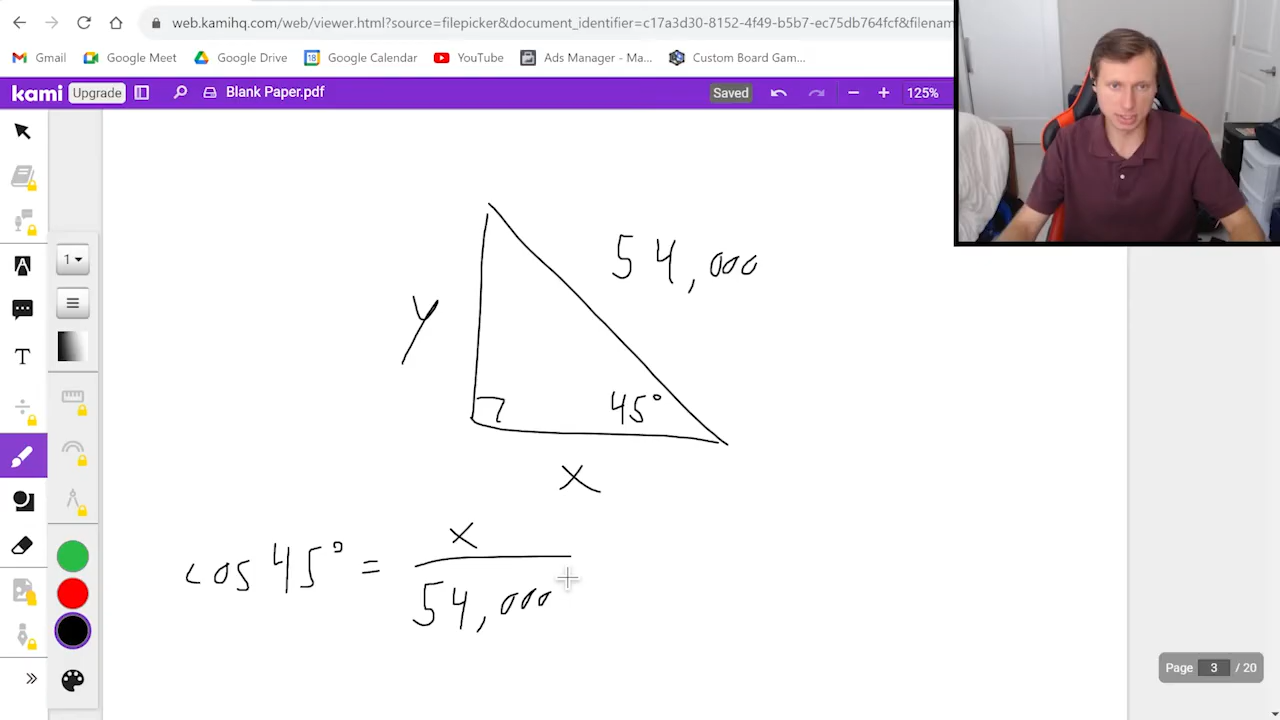 web.kamihq.com/web/viewer.html?source=filepicker&document_identifier=c17a3d30-8152-4f49-b5b7-ec75db764fcf&filenam
Gmail Google Meet 18 Google Calendar Google Drive YouTube Ads Manager - Ma... Custom Board Gam...
kami Upgrade Blank Paper.pdf Saved 125%
1
A
T
54,000
y
45°
x
cos 45° = x
54,000
Page 3 / 20